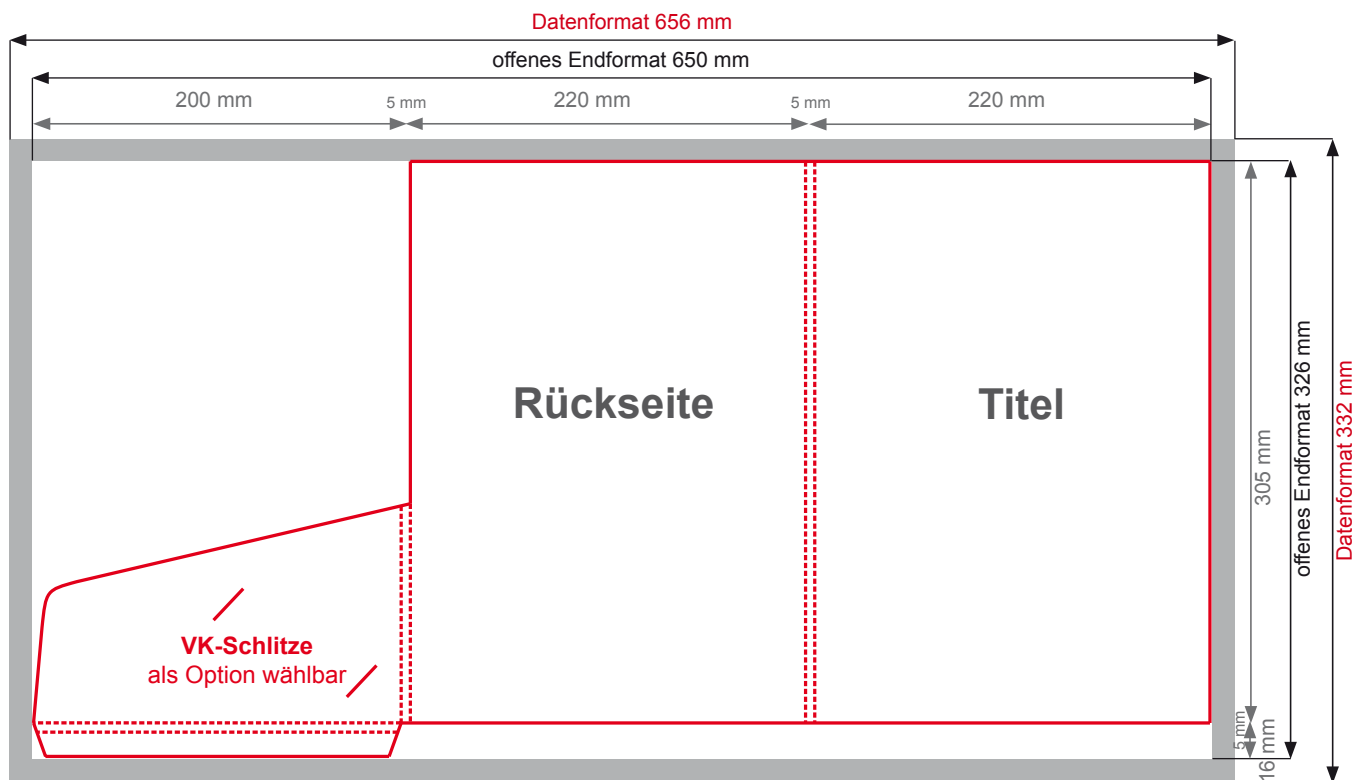 Datenformat 656 mm
offenes Endformat 650 mm
200 mm
5 mm
220 mm
5 mm
220 mm
Rückseite
Titel
VK-Schlitze
als Option wählbar
305 mm
offenes Endformat 326 mm
Datenformat 332 mm
5 mm
16 mm